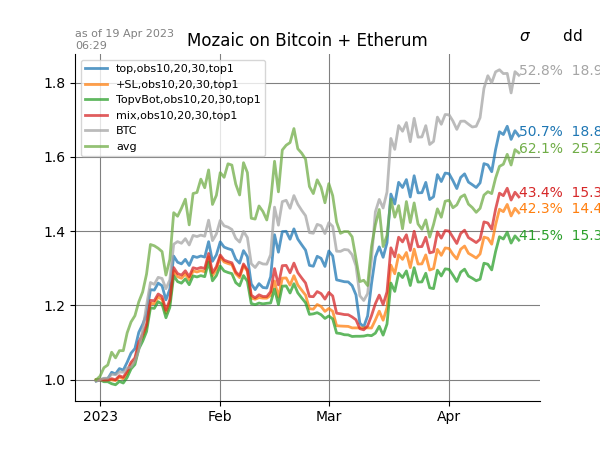 as of 19 Apr 2023
06:29
Mozaic on Bitcoin + Etherum
σ dd
top,obs10,20,30,top1
+SL,obs10,20,30,top1
TopvBot,obs10,20,30,top1
mix,obs10,20,30,top1
BTC
avg
52.8% 18.9
50.7% 18.8
62.1% 25.2
43.4% 15.3
42.3% 14.4
41.5% 15.3
1.8
1.6
1.4
1.2
1.0
2023 Feb Mar Apr